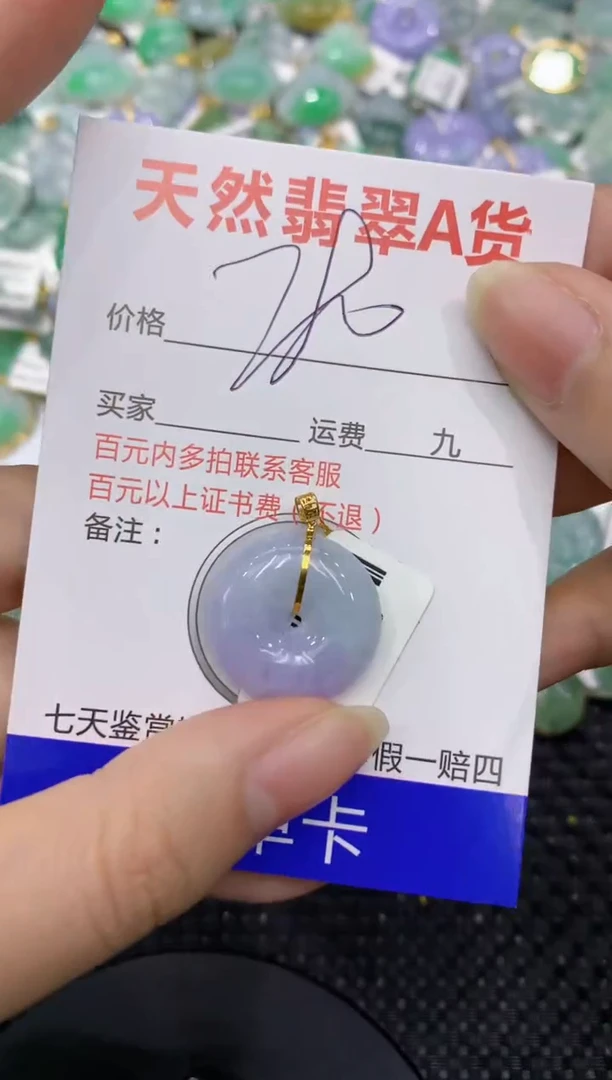 天然翡翠A货
价格
买家 运费 九
百元内多拍联系客服
百元以上证书费（不退）
备注：
七天鉴赏 假一赔四
卡